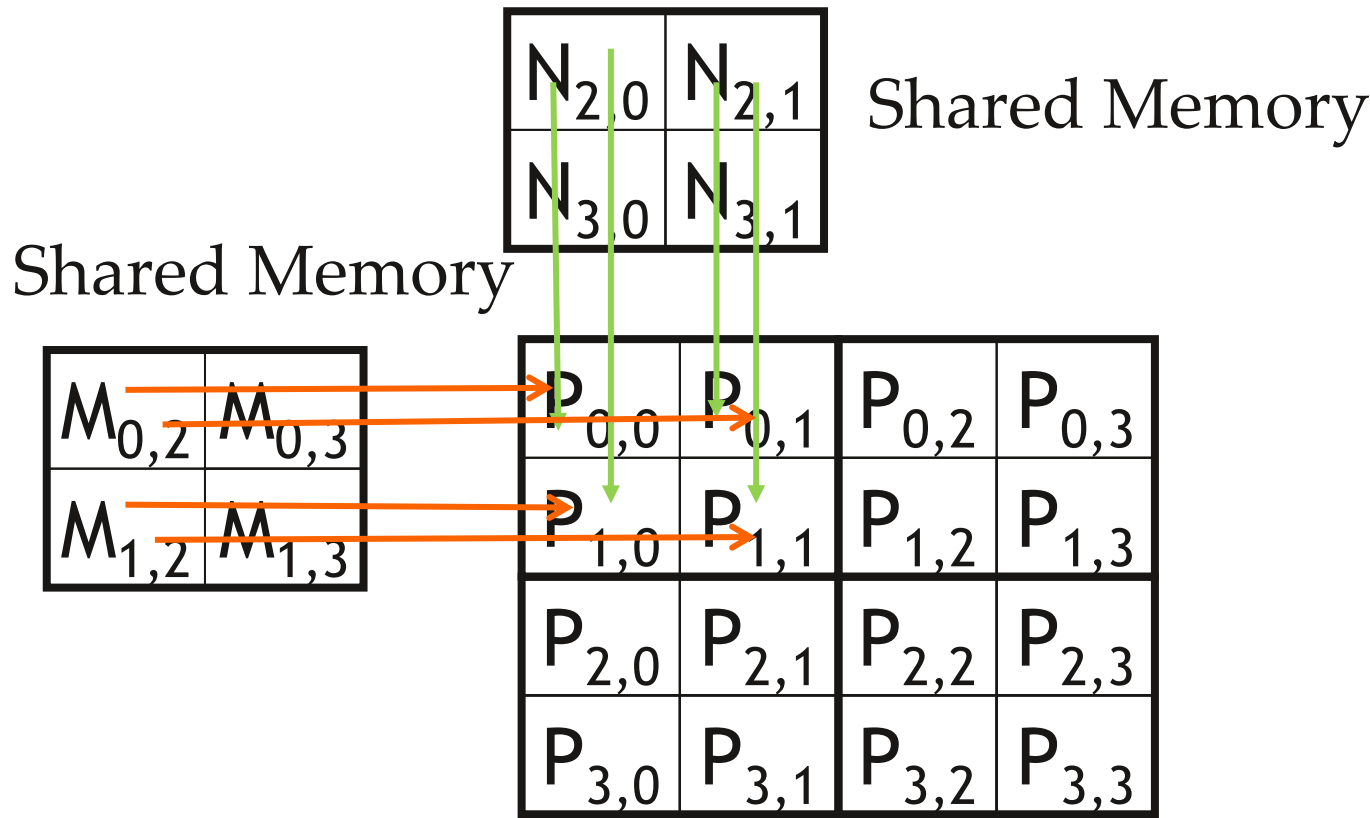 N2,0 N2,1
Shared Memory
N3,0 N3,1
Shared Memory
M0,2 M0,3
M1,2 M1,3
P0,0 P0,1 P0,2 P0,3
P1,0 P1,1 P1,2 P1,3
P2,0 P2,1 P2,2 P2,3
P3,0 P3,1 P3,2 P3,3